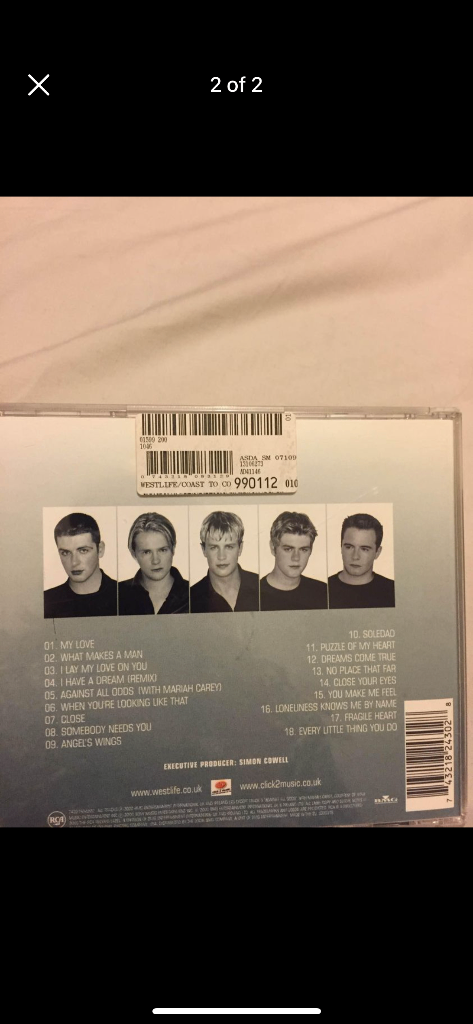 2 of 2
01599 200
1046
ASDA SM 07109
WESTLIFE/COAST TO CO 990112 010
01. MY LOVE
02. WHAT MAKES A MAN
03. I LAY MY LOVE ON YOU
04. I HAVE A DREAM (REMIX)
05. AGAINST ALL ODDS (WITH MARIAH CAREY)
06. WHEN YOU'RE LOOKING LIKE THAT
07. CLOSE
08. SOMEBODY NEEDS YOU
09. ANGEL'S WINGS
10. SOLEDAD
11. PUZZLE OF MY HEART
12. DREAMS COME TRUE
13. NO PLACE THAT FAR
14. CLOSE YOUR EYES
15. YOU MAKE ME FEEL
16. LONELINESS KNOWS ME BY NAME
17. FRAGILE HEART
18. EVERY LITTLE THING YOU DO
EXECUTIVE PRODUCER: SIMON COWELL
www.westlife.co.uk
www.click2music.co.uk
7 43218 24302 8
BMG
RCA